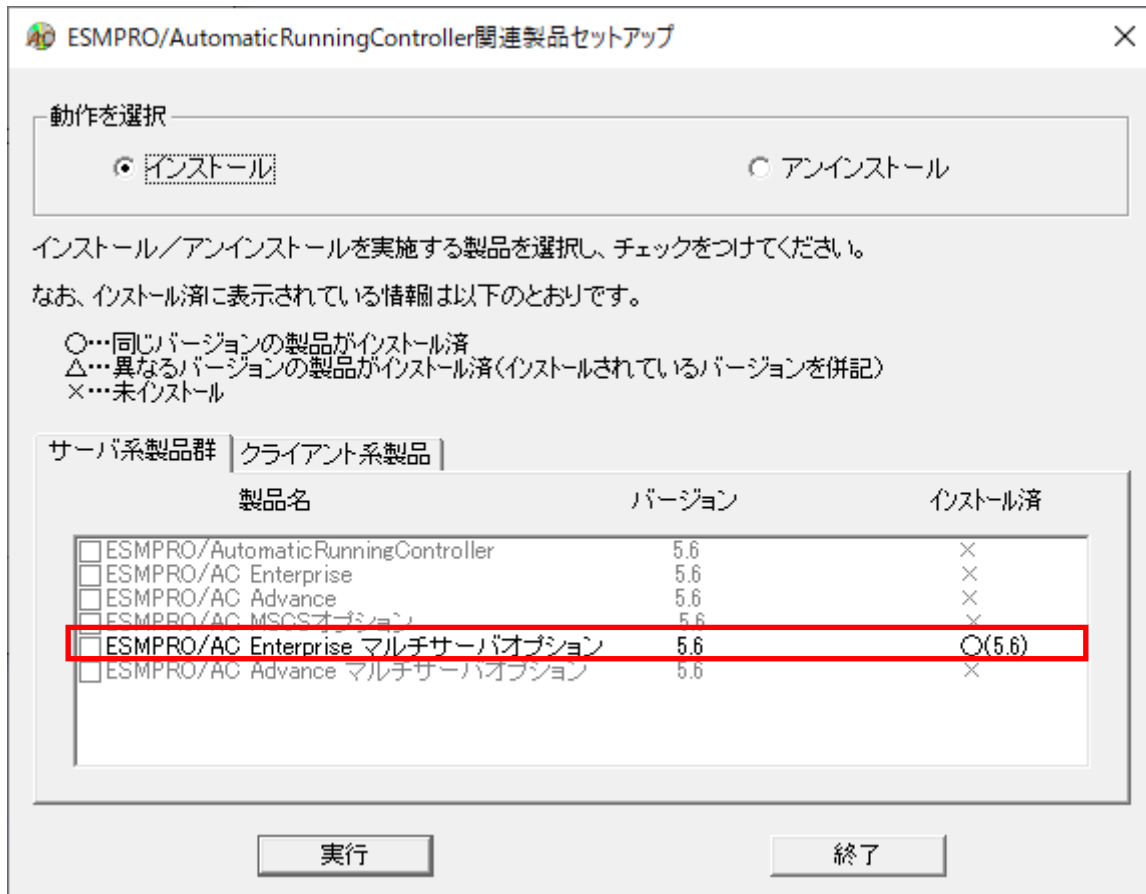 ESMPRO/AutomaticRunningController関連製品セットアップ
動作を選択
インストール アンインストール
インストール／アンインストールを実施する製品を選択し、チェックをつけてください。
なお、インストール済に表示されている情報は以下のとおりです。
〇…同じバージョンの製品がインストール済
△…異なるバージョンの製品がインストール済(インストールされているバージョンを併記)
×…未インストール
サーバ系製品群 クライアント系製品
製品名 バージョン インストール済
ESMPRO/AutomaticRunningController 5.6 ×
ESMPRO/AC Enterprise 5.6 ×
ESMPRO/AC Advance 5.6 ×
ESMPRO/AC MSCSオプション 5.6 ×
ESMPRO/AC Enterprise マルチサーバオプション 5.6 〇(5.6)
ESMPRO/AC Advance マルチサーバオプション 5.6 ×
実行 終了